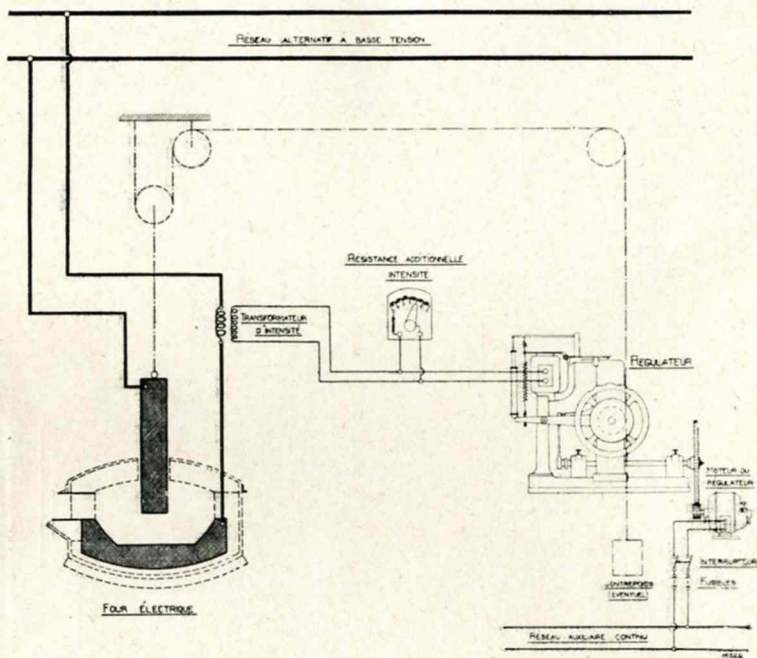 RÉSEAU ALTERNATIF À BASSE TENSION
RÉSISTANCE ADDITIONNELLE
INTENSITÉ
TRANSFORMATEUR
D'INTENSITÉ
RÉGULATEUR
MOTEUR DU
RÉGULATEUR
INTERRUPTEUR
FUSIBLES
CONTREPOIDS
(ÉVENTUEL)
FOUR ÉLECTRIQUE
RÉSEAU AUXILIAIRE CONTINU